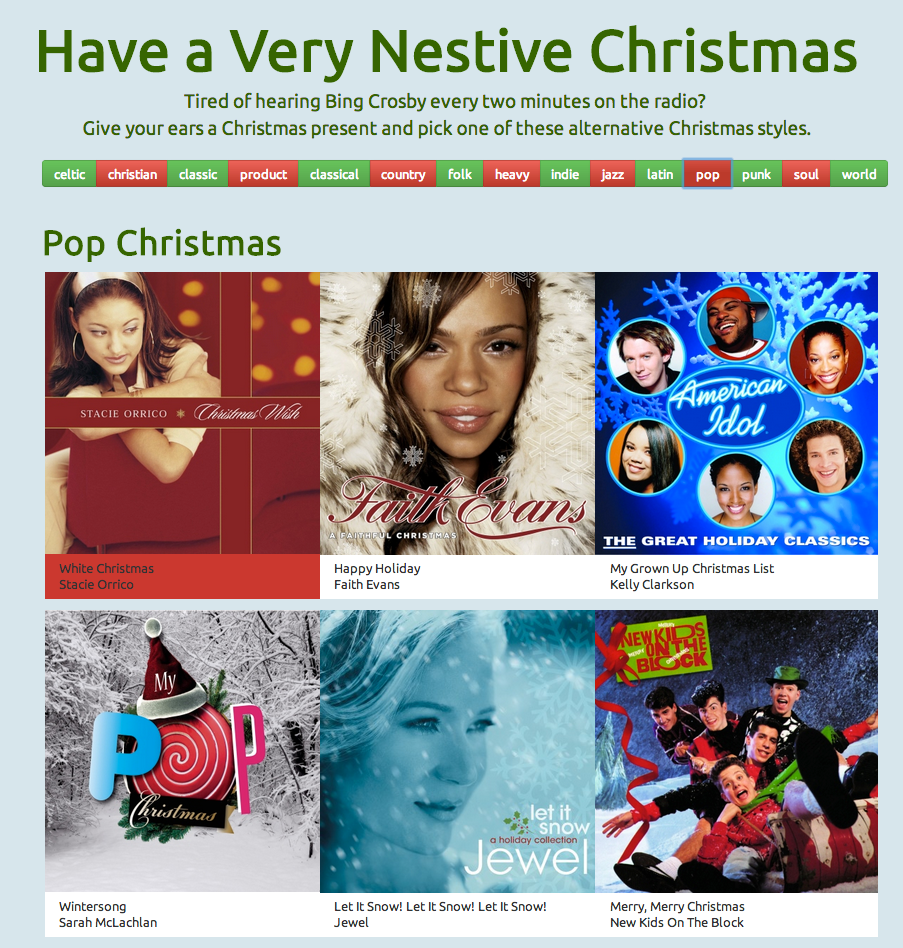 Have a Very Nestive Christmas
Tired of hearing Bing Crosby every two minutes on the radio?
Give your ears a Christmas present and pick one of these alternative Christmas styles.
celtic christian classic product classical country folk heavy indie jazz latin pop punk soul world
Pop Christmas
STACIE ORRICO Christmas Wish
Faith Evans
A FAITHFUL CHRISTMAS
American
Idol
THE GREAT HOLIDAY CLASSICS
White Christmas
Stacie Orrico
Happy Holiday
Faith Evans
My Grown Up Christmas List
Kelly Clarkson
My
POP
Christmas
let it
snow
a holiday collection
Jewel
NEW KIDS
ON THE
BLOCK
Wintersong
Sarah McLachlan
Let It Snow! Let It Snow! Let It Snow!
Jewel
Merry, Merry Christmas
New Kids On The Block